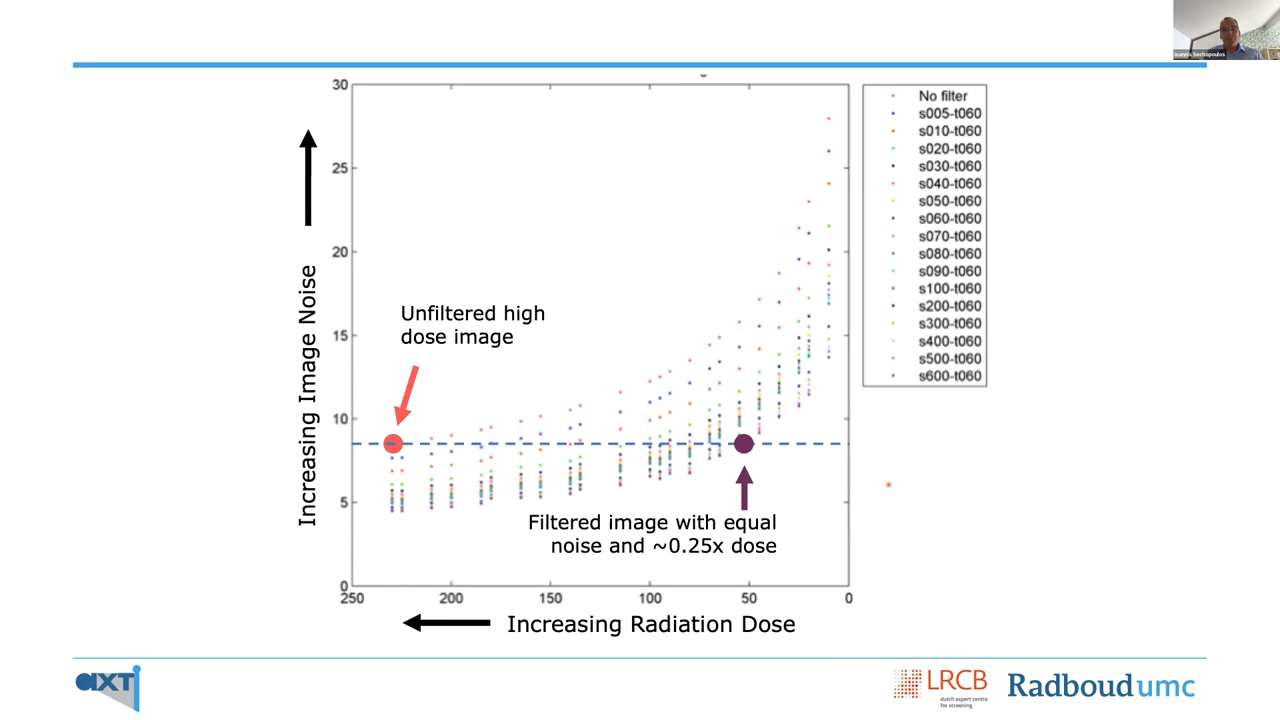 Ioannis Sechopoulos
30
25
20
15
10
5
0
250
200
150
100
50
0
Increasing Image Noise
Increasing Radiation Dose
Unfiltered high
dose image
Filtered image with equal
noise and ~0.25x dose
No filter
s005-t060
s010-t060
s020-t060
s030-t060
s040-t060
s050-t060
s060-t060
s070-t060
s080-t060
s090-t060
s100-t060
s200-t060
s300-t060
s400-t060
s500-t060
s600-t060
aixTi
LRCB
dutch expert centre
for screening
Radboudumc